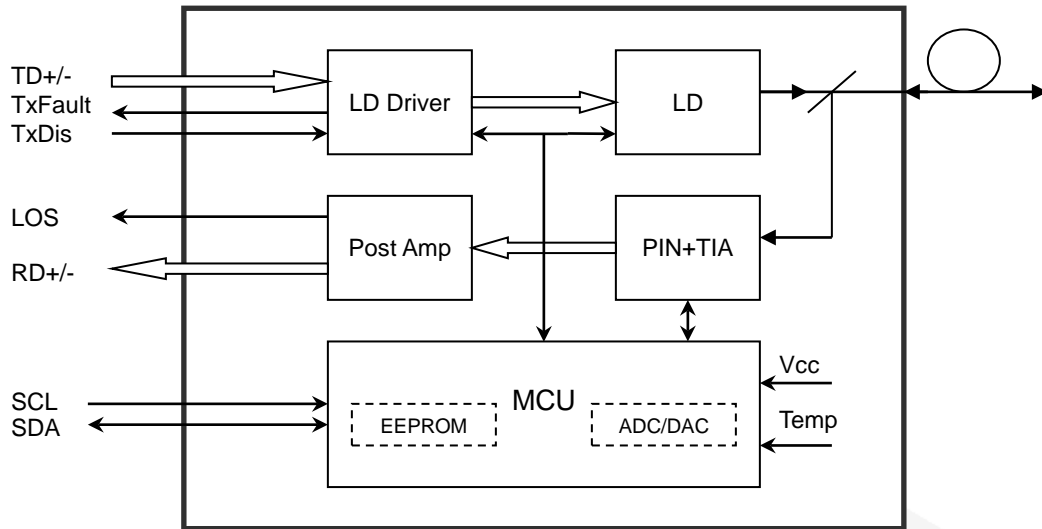 TD+/-
TxFault
TxDis
LD Driver
LD
LOS
RD+/-
Post Amp
PIN+TIA
SCL
SDA
MCU
EEPROM
ADC/DAC
Vcc
Temp